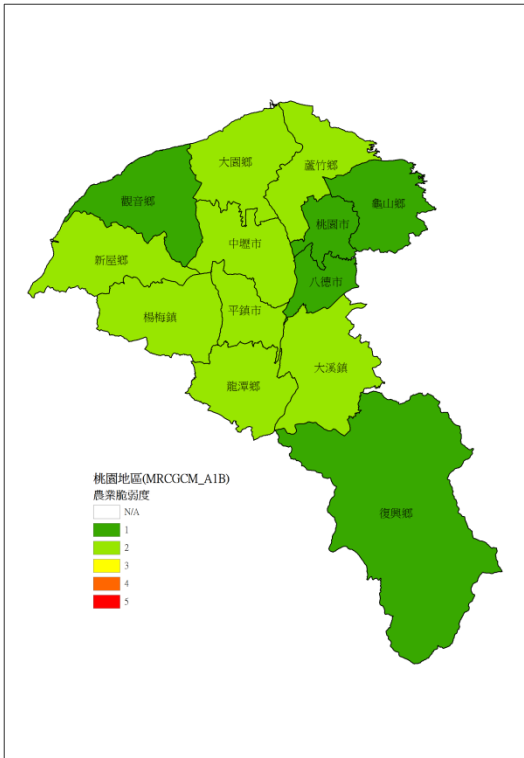 大園鄉
蘆竹鄉
觀音鄉
龜山鄉
桃園市
中壢市
新屋鄉
八德市
楊梅鎮
平鎮市
大溪鎮
龍潭鄉
復興鄉
桃園地區(MRCGCM_A1B)
農業脆弱度
N/A
1
2
3
4
5